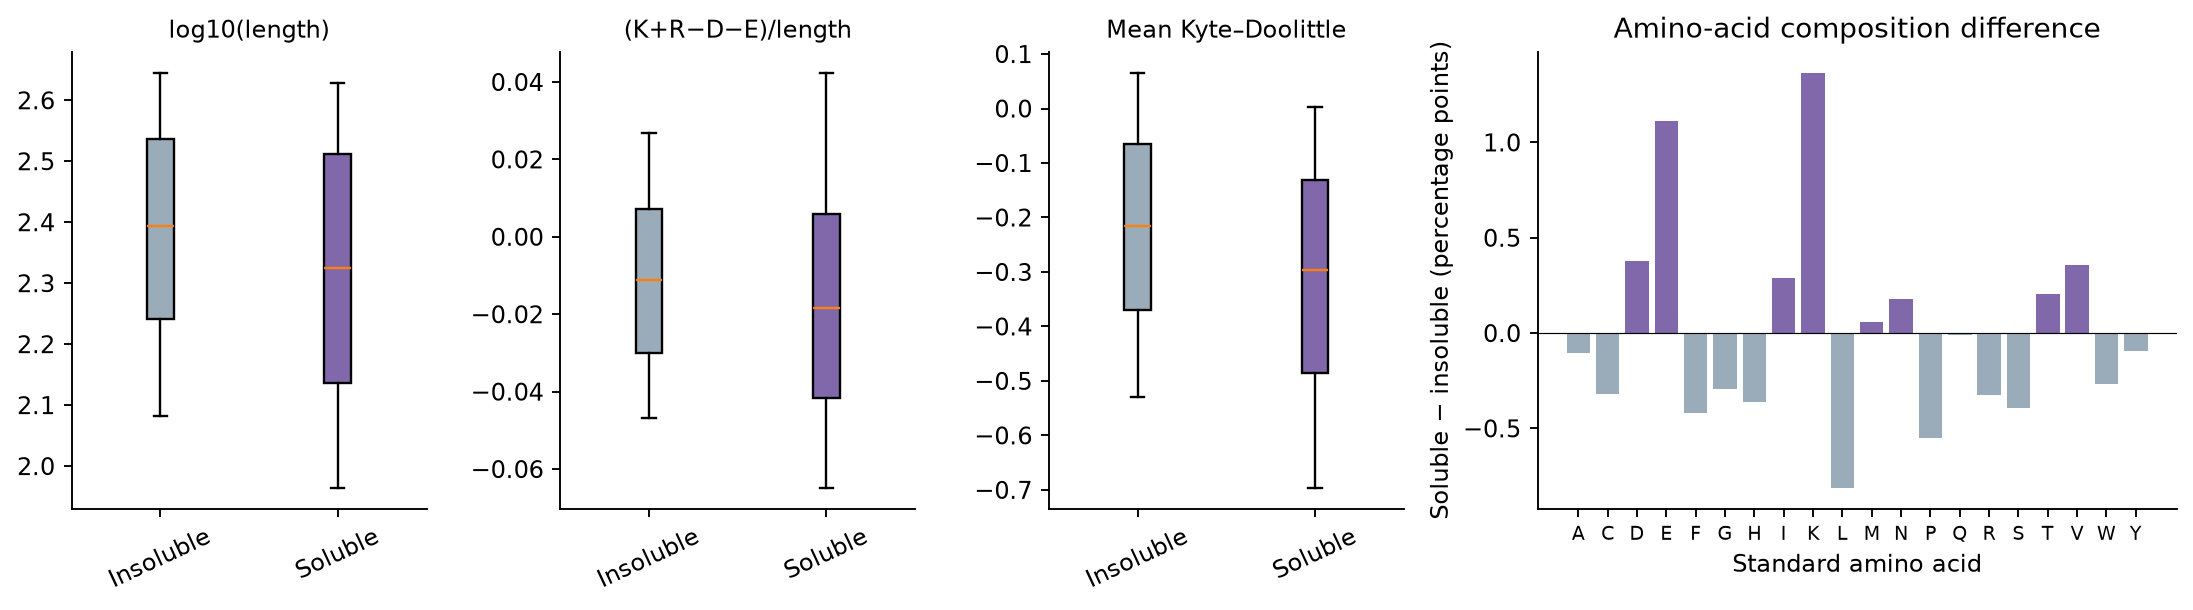 log10(length)
2.6
2.5
2.4
2.3
2.2
2.1
2.0
Insoluble
Soluble
(K+R−D−E)/length
0.04
0.02
0.00
−0.02
−0.04
−0.06
Insoluble
Soluble
Mean Kyte–Doolittle
0.1
0.0
−0.1
−0.2
−0.3
−0.4
−0.5
−0.6
−0.7
Insoluble
Soluble
Amino-acid composition difference
Soluble − insoluble (percentage points)
1.0
0.5
0.0
−0.5
A C D E F G H I K L M N P Q R S T V W Y
Standard amino acid